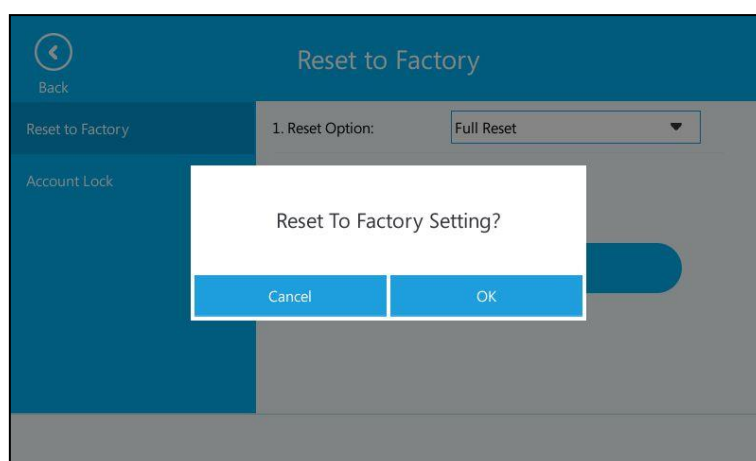 Reset to Factory
Back
Reset to Factory
1. Reset Option:
Full Reset
Account Lock
Reset To Factory Setting?
Cancel
OK